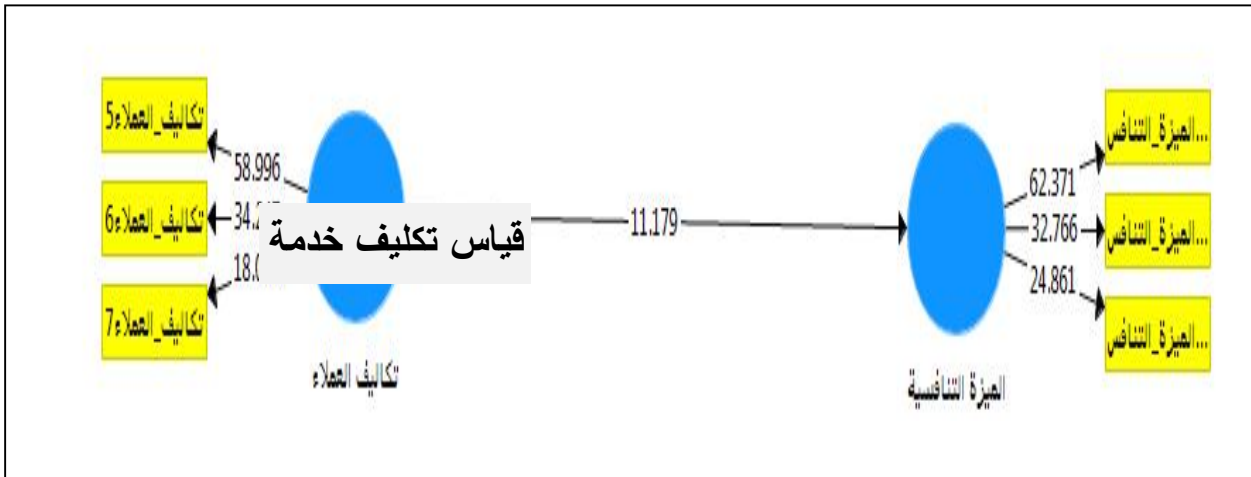 تكاليف_العملاء5
58.996
تكاليف_العملاء6
تكاليف_العملاء7
قياس تكليف خدمة
تكاليف العملاء
11.179
الميزة التنافسية
62.371
32.766
24.861
الميزة_التنافس...
الميزة_التنافس...
الميزة_التنافس...